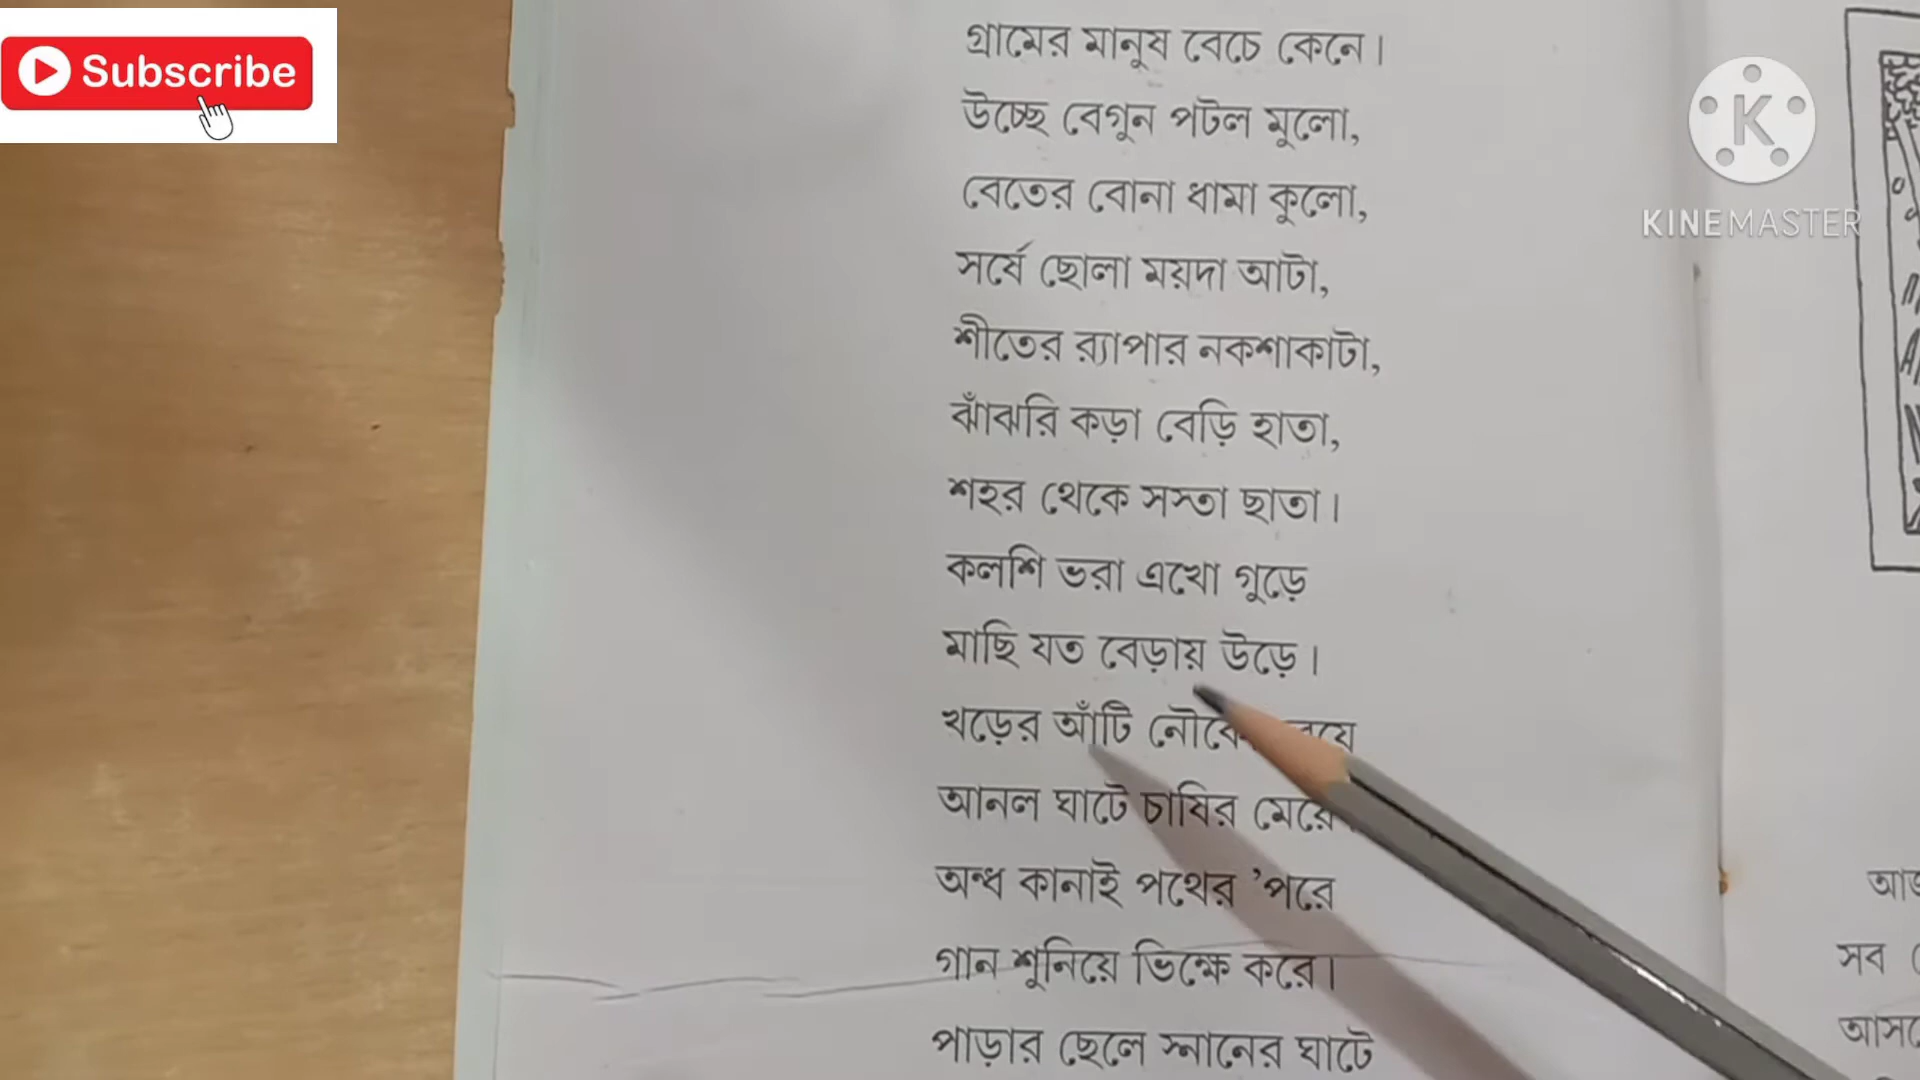 Subscribe
KINEMASTER
গ্রামের মানুষ বেচে কেনে।
উচ্ছে বেগুন পটল মুলো,
বেতের বোনা ধামা কুলো,
সর্ষে ছোলা ময়দা আটা,
শীতের র‍্যাপার নকশাকাটা,
ঝাঁঝরি কড়া বেড়ি হাতা,
শহর থেকে সস্তা ছাতা।
কলশি ভরা এখো গুড়ে
মাছি যত বেড়ায় উড়ে।
খড়ের আঁটি
আনল ঘাটে চাষির
অন্ধ কানাই পথের ’পরে
গান শুনিয়ে ভিক্ষে করে।
পাড়ার ছেলে স্নানের ঘাটে
সব